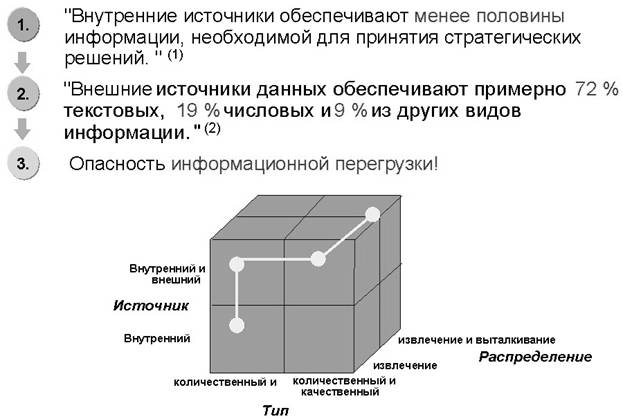 1. "Внутренние источники обеспечивают менее половины
информации, необходимой для принятия стратегических
решений. " (1)
2. "Внешние источники данных обеспечивают примерно 72 %
текстовых, 19 % числовых и 9 % из других видов
информации. " (2)
3. Опасность информационной перегрузки!
Внутренний и
внешний
Источник
Внутренний
извлечение и выталкивание
Распределение
извлечение
количественный и
количественный и
качественный
Тип